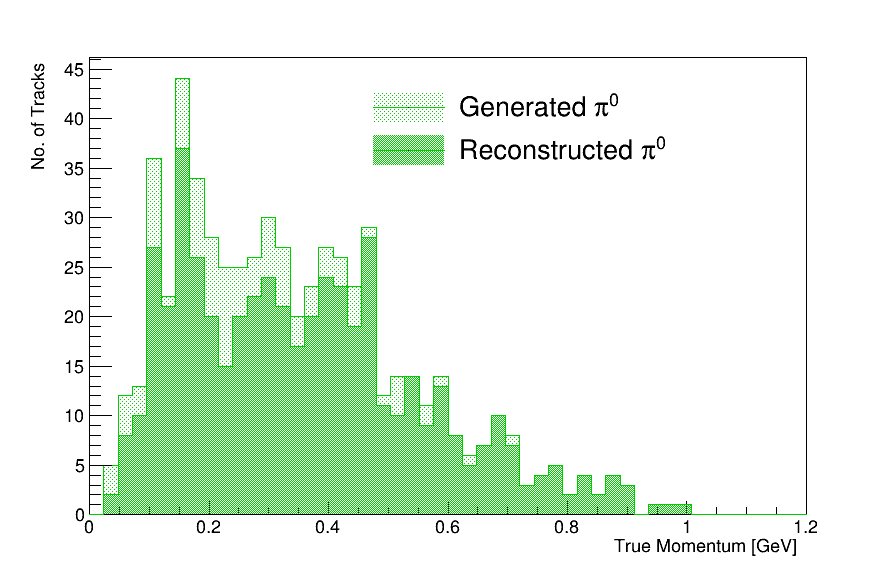 No. of Tracks
45
40
35
30
25
20
15
10
5
0
Generated π⁰
Reconstructed π⁰
0 0.2 0.4 0.6 0.8 1 1.2
True Momentum [GeV]